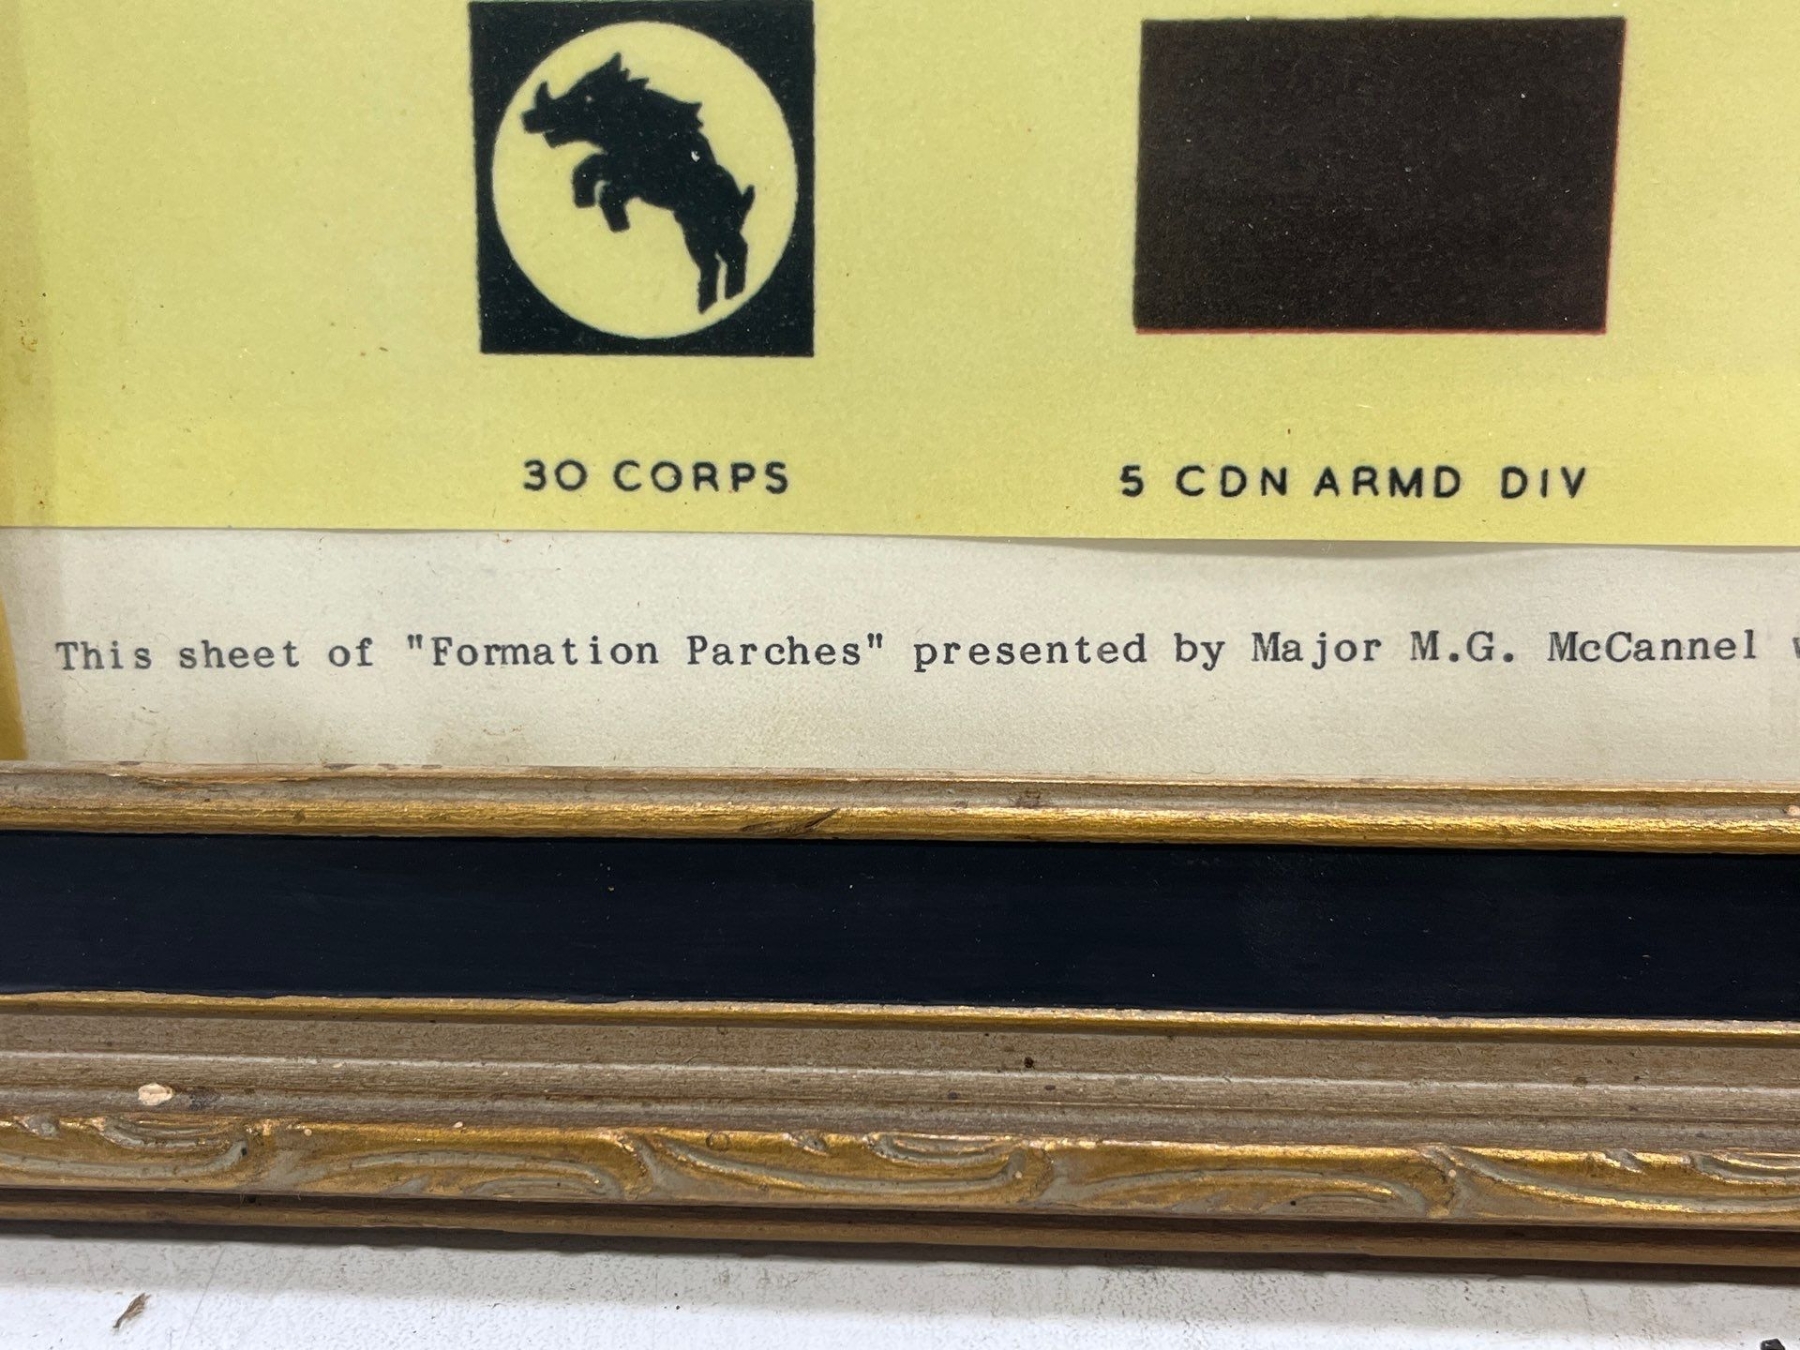 30 CORPS
5 CDN ARMD DIV
This sheet of "Formation Parches" presented by Major M.G. McCannel